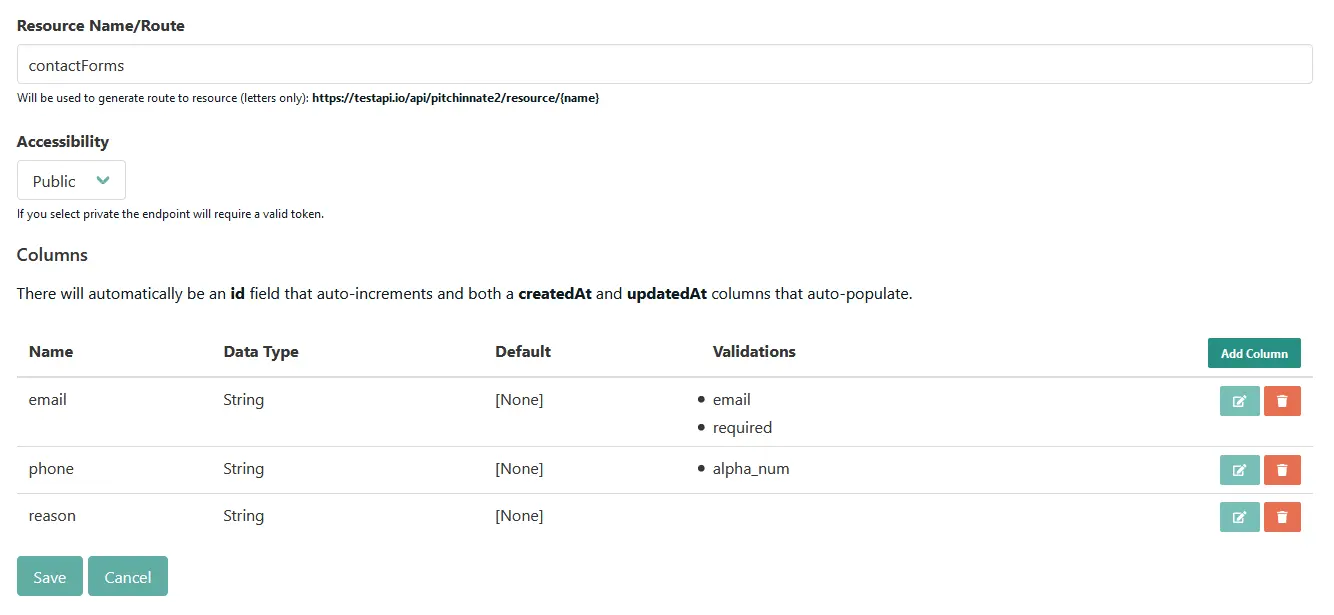 Resource Name/Route
contactForms
Will be used to generate route to resource (letters only): https://testapi.io/api/pitchinnate2/resource/{name}
Accessibility
Public
If you select private the endpoint will require a valid token.
Columns
There will automatically be an id field that auto-increments and both a createdAt and updatedAt columns that auto-populate.
Name Data Type Default Validations Add Column
email String [None] • email
• required
phone String [None] • alpha_num
reason String [None]
Save Cancel